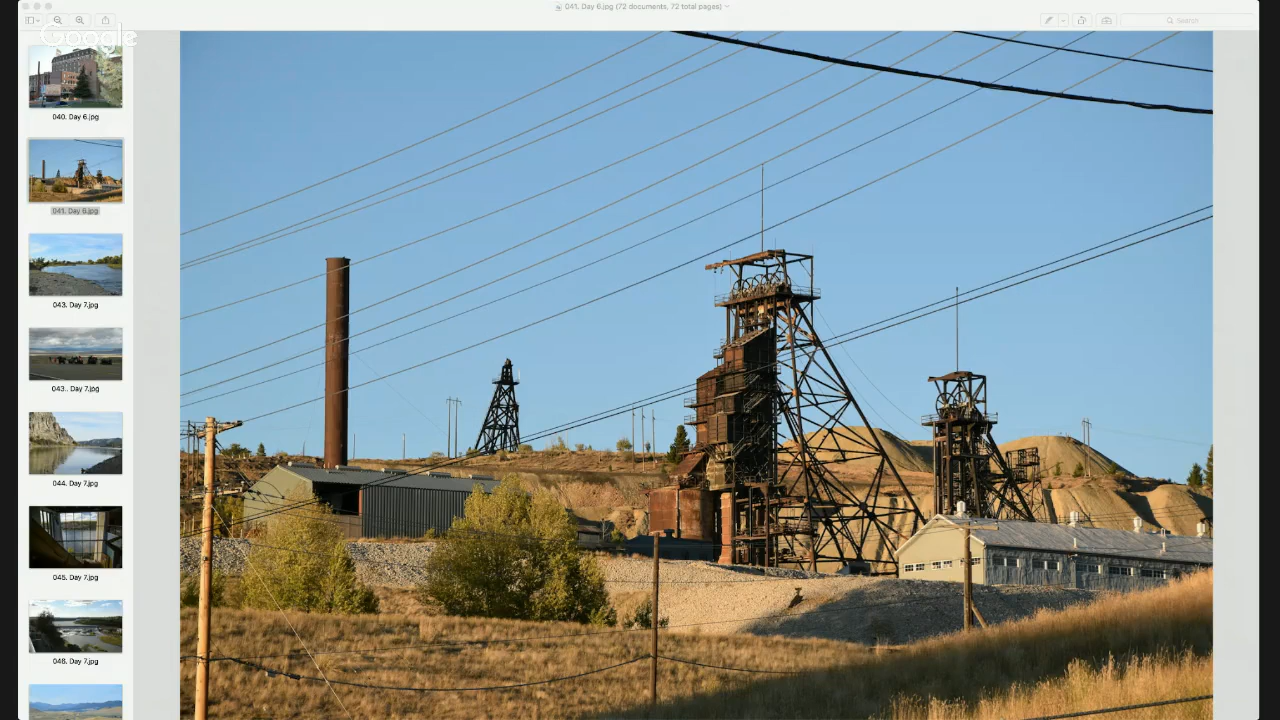 041. Day 6.jpg (72 documents, 72 total pages)
Search
Google
040. Day 6.jpg
041. Day 6.jpg
043. Day 7.jpg
043.. Day 7.jpg
044. Day 7.jpg
045. Day 7.jpg
048. Day 7.jpg